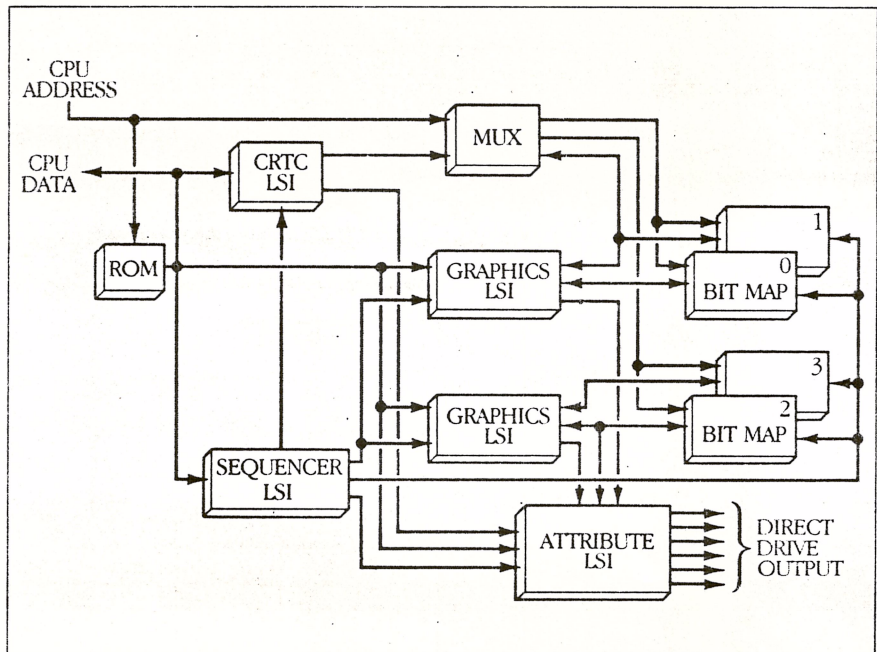 CPU
ADDRESS
MUX
CPU
DATA
CRTC
LSI
1
ROM
GRAPHICS
LSI
0
BIT MAP
3
GRAPHICS
LSI
2
BIT MAP
SEQUENCER
LSI
ATTRIBUTE
LSI
DIRECT
DRIVE
OUTPUT